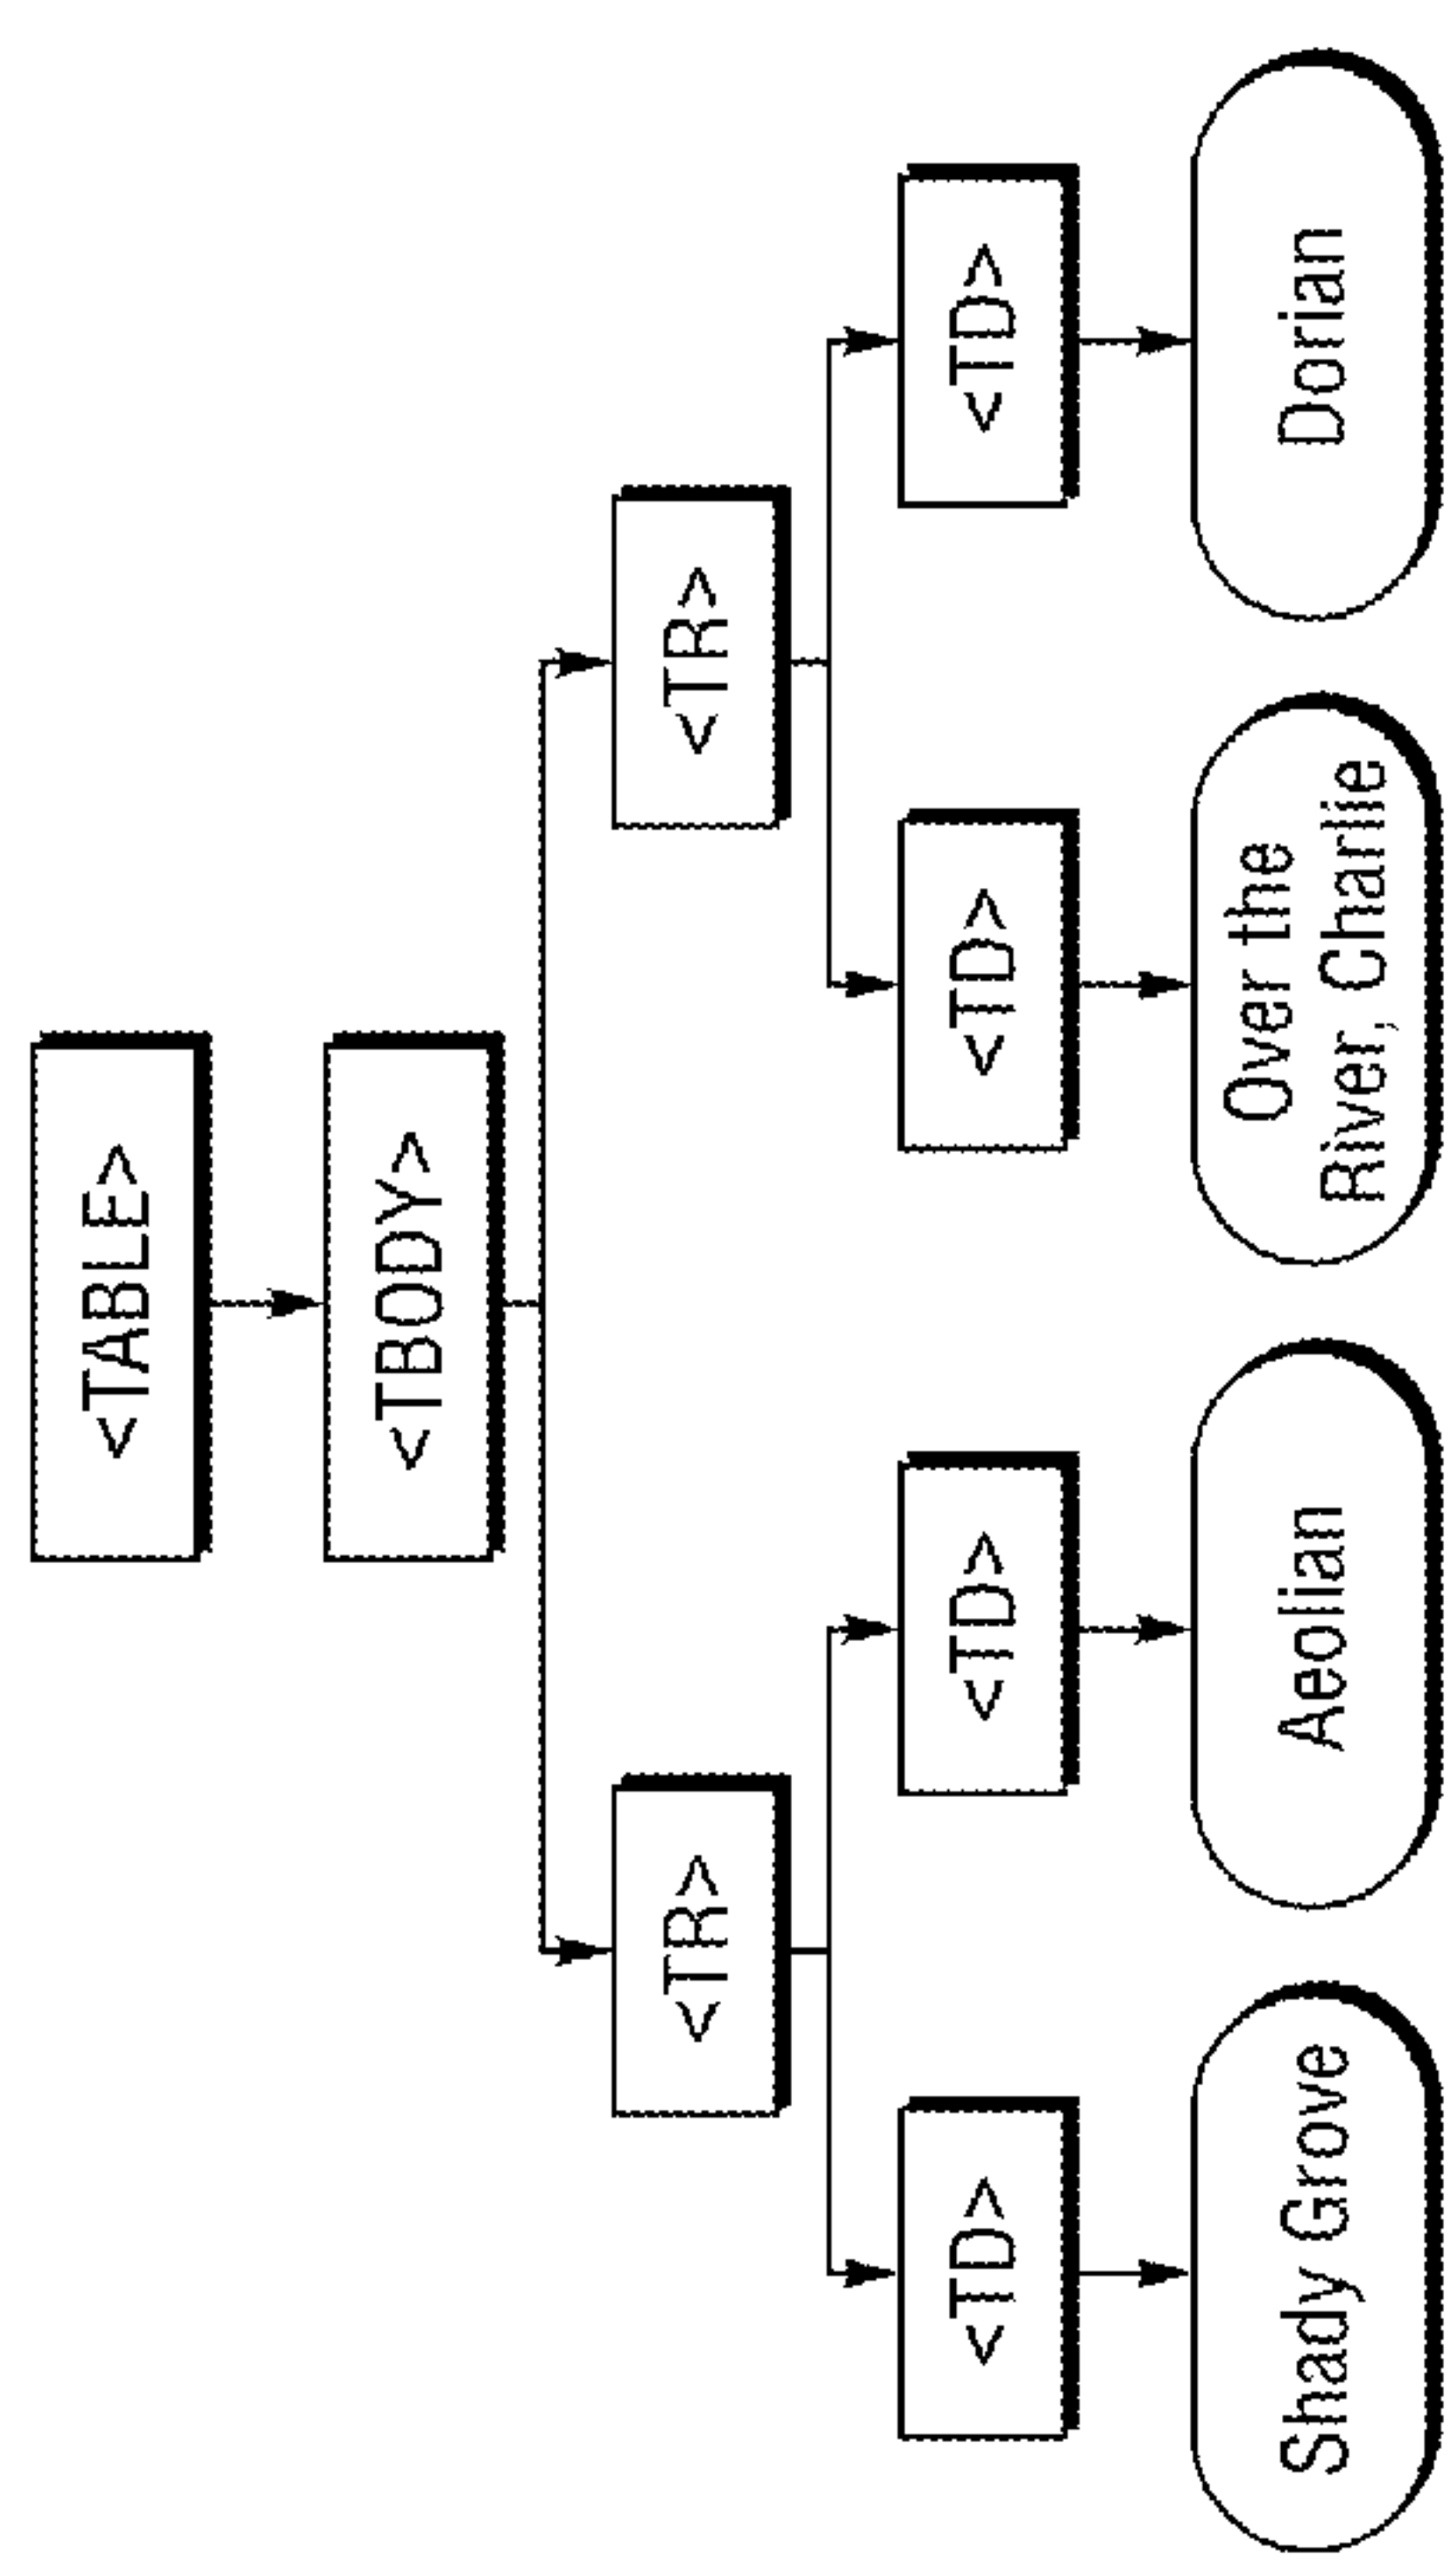 <TABLE>
<TBODY>
<TR>
<TR>
<TD>
<TD>
<TD>
<TD>
Shady Grove
Aeolian
Over the
River, Charlie
Dorian